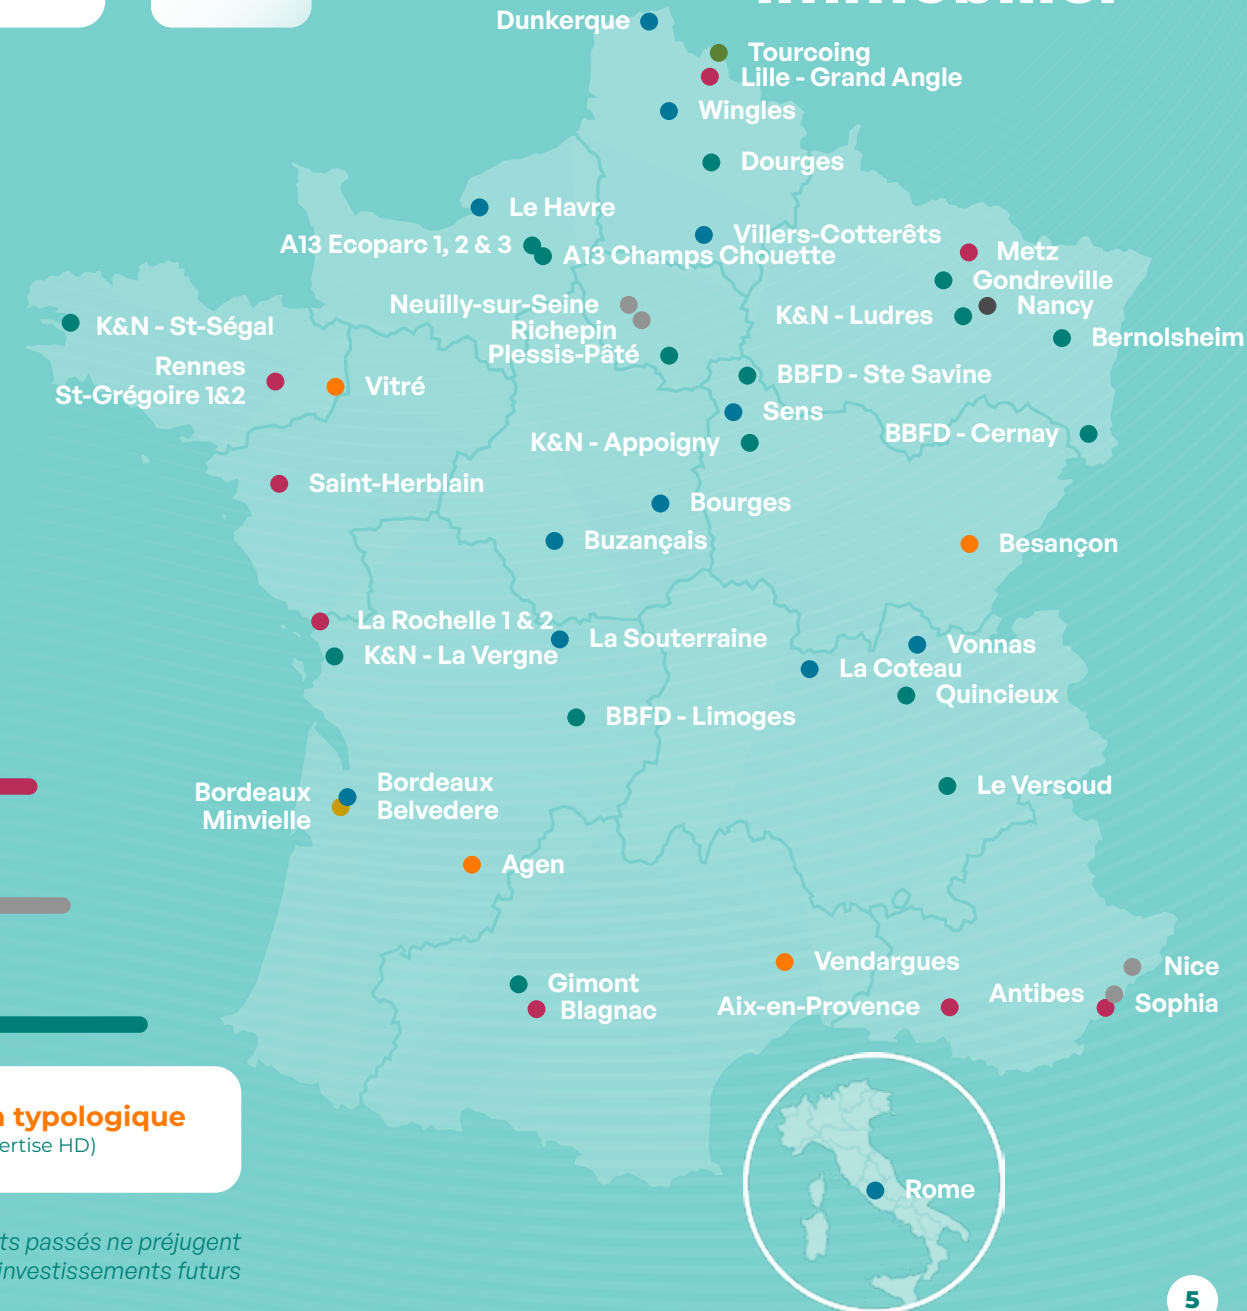 immobilier
Dunkerque
Tourcoing
Lille - Grand Angle
Wingles
Dourges
Le Havre
Villers-Cotterêts
A13 Ecoparc 1, 2 & 3
A13 Champs Chouette
Metz
Gondreville
Neuilly-sur-Seine
Nancy
K&N - Ludres
K&N - St-Ségal
Richepin
Bernolsheim
Plessis-Pâté
Rennes
St-Grégoire 1&2
Vitré
BBFD - Ste Savine
Sens
BBFD - Cernay
K&N - Appoigny
Saint-Herblain
Bourges
Buzançais
Besançon
La Rochelle 1 & 2
La Souterraine
Vonnas
K&N - La Vergne
La Coteau
Quincieux
BBFD - Limoges
Bordeaux
Belvedere
Bordeaux
Minvielle
Le Versoud
Agen
Vendargues
Nice
Gimont
Antibes
Sophia
Blagnac
Aix-en-Provence
typologique
ertise HD)
Rome
ts passés ne préjugent
investissements futurs
5